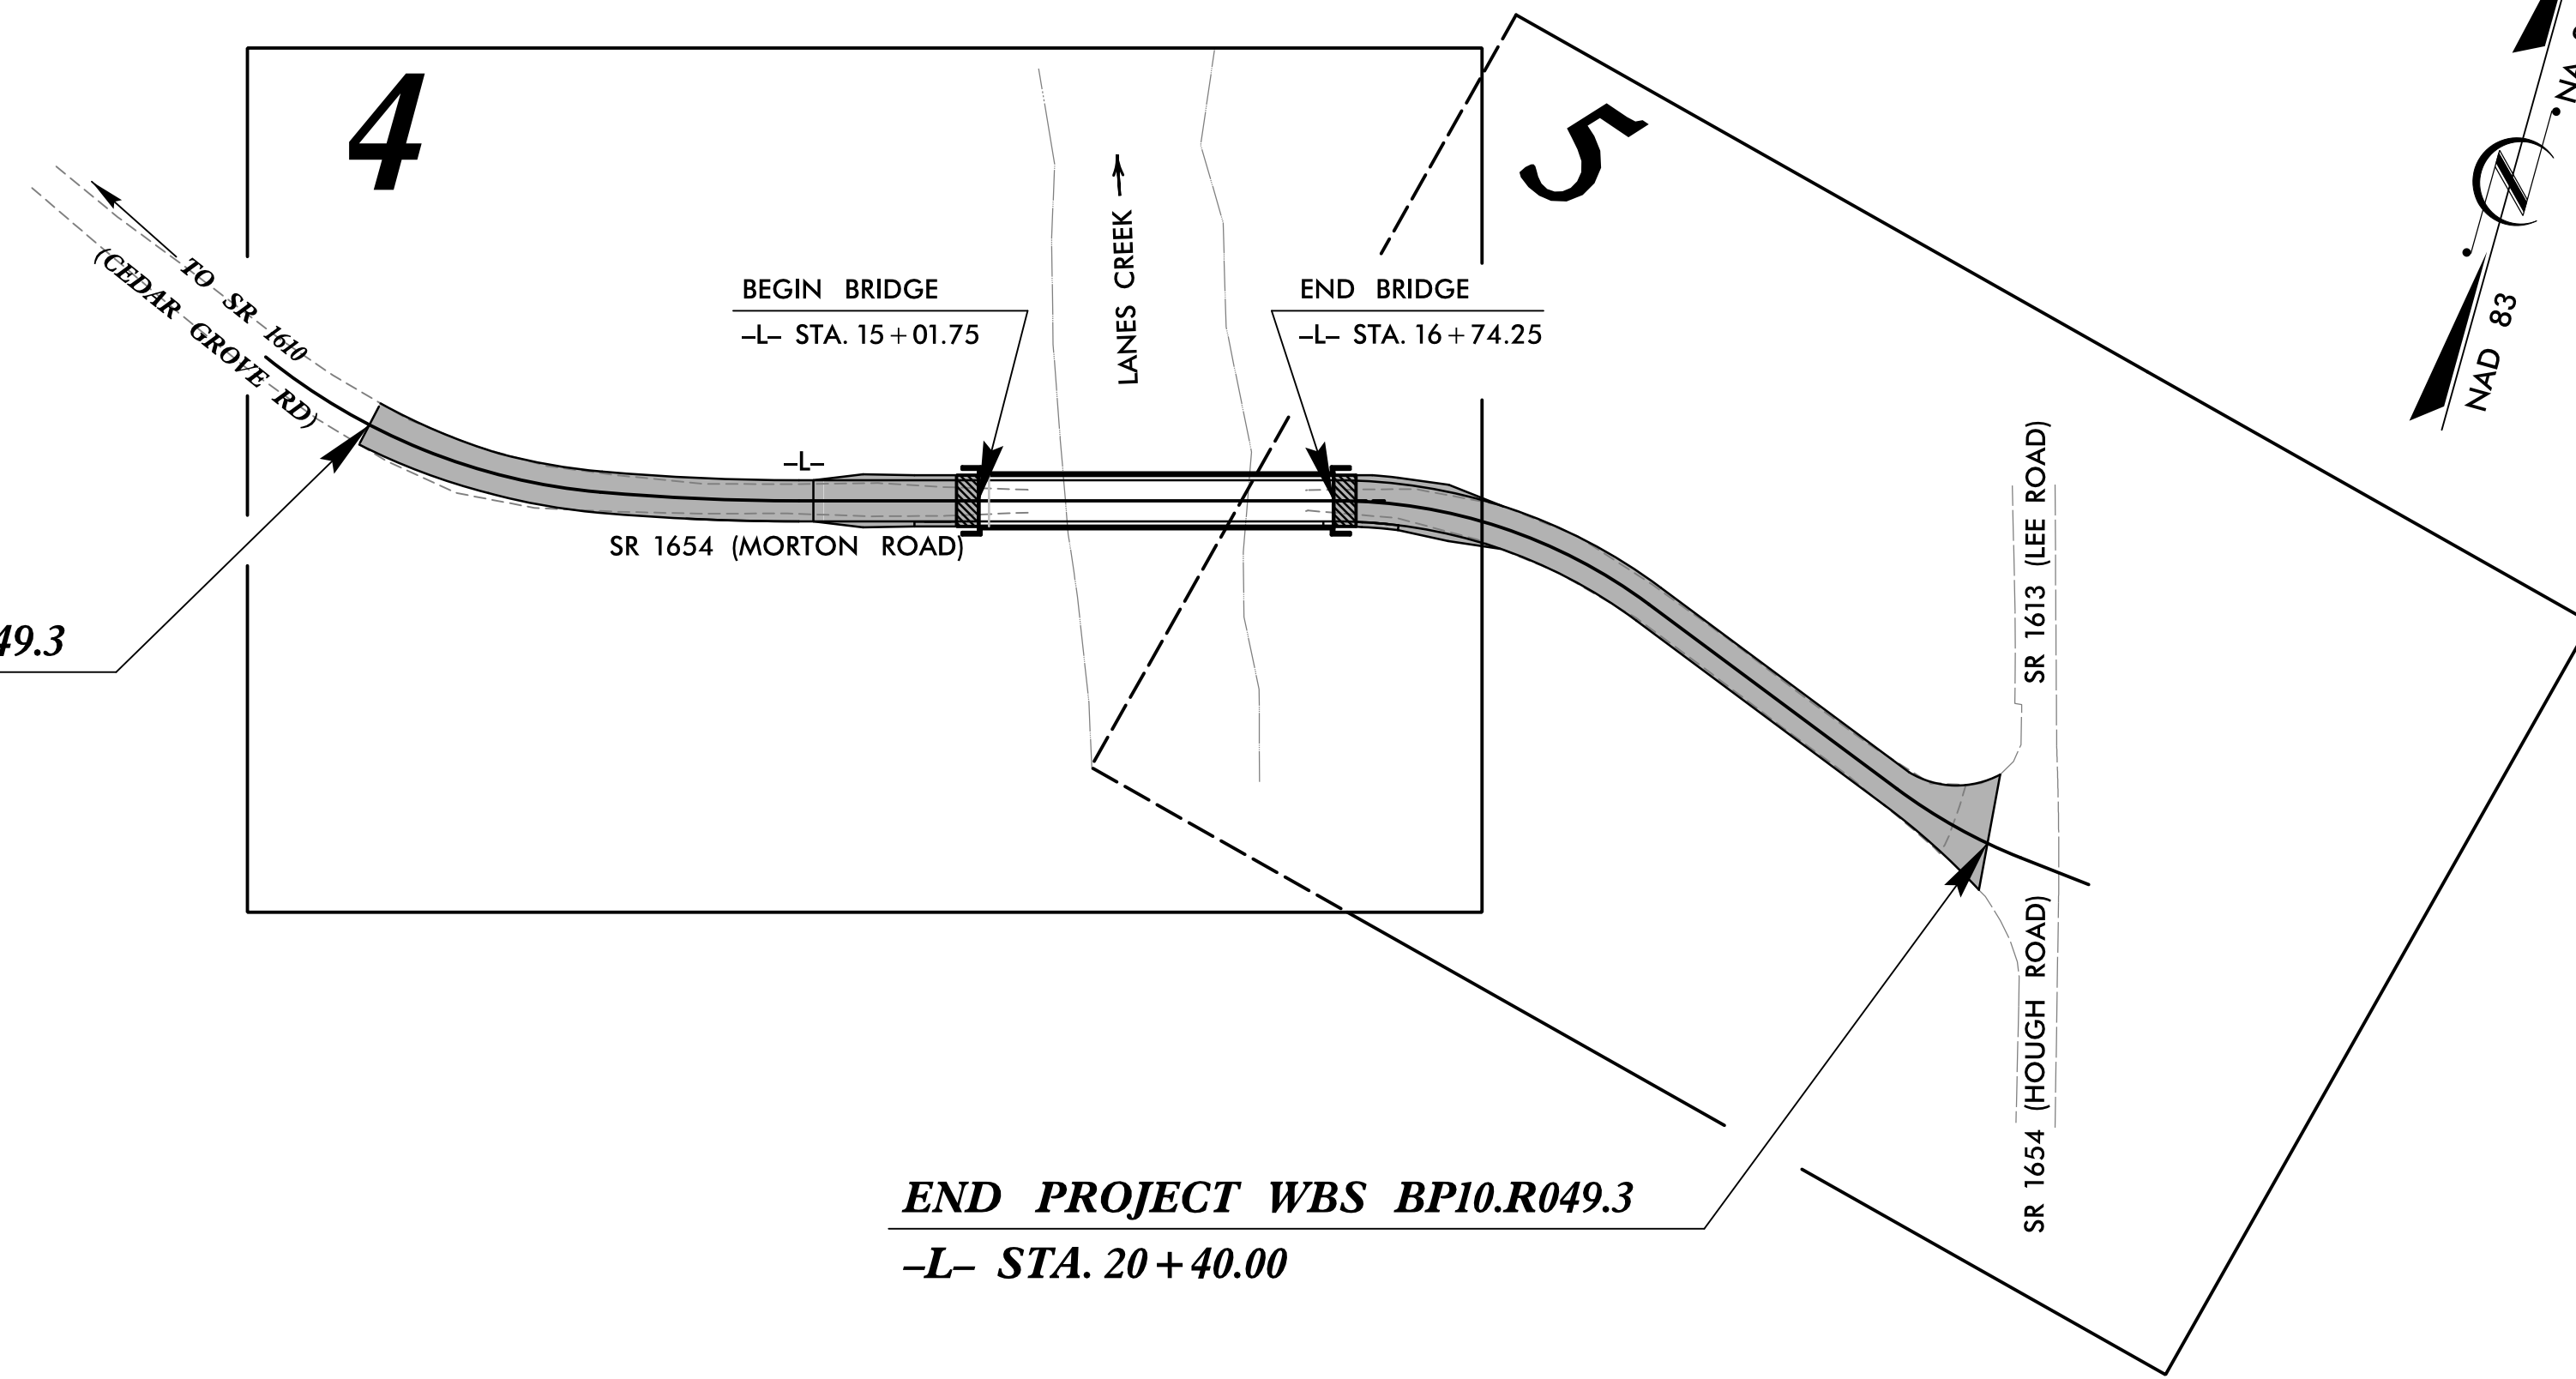 4
5
TO SR 1610
(CEDAR GROVE RD)
BEGIN BRIDGE
-L- STA. 15+01.75
LANES CREEK
END BRIDGE
-L- STA. 16+74.25
NAD 83
-L-
SR 1654 (MORTON ROAD)
SR 1613 (LEE ROAD)
49.3
SR 1654 (HOUGH ROAD)
END PROJECT WBS BP10.R049.3
-L- STA. 20+40.00